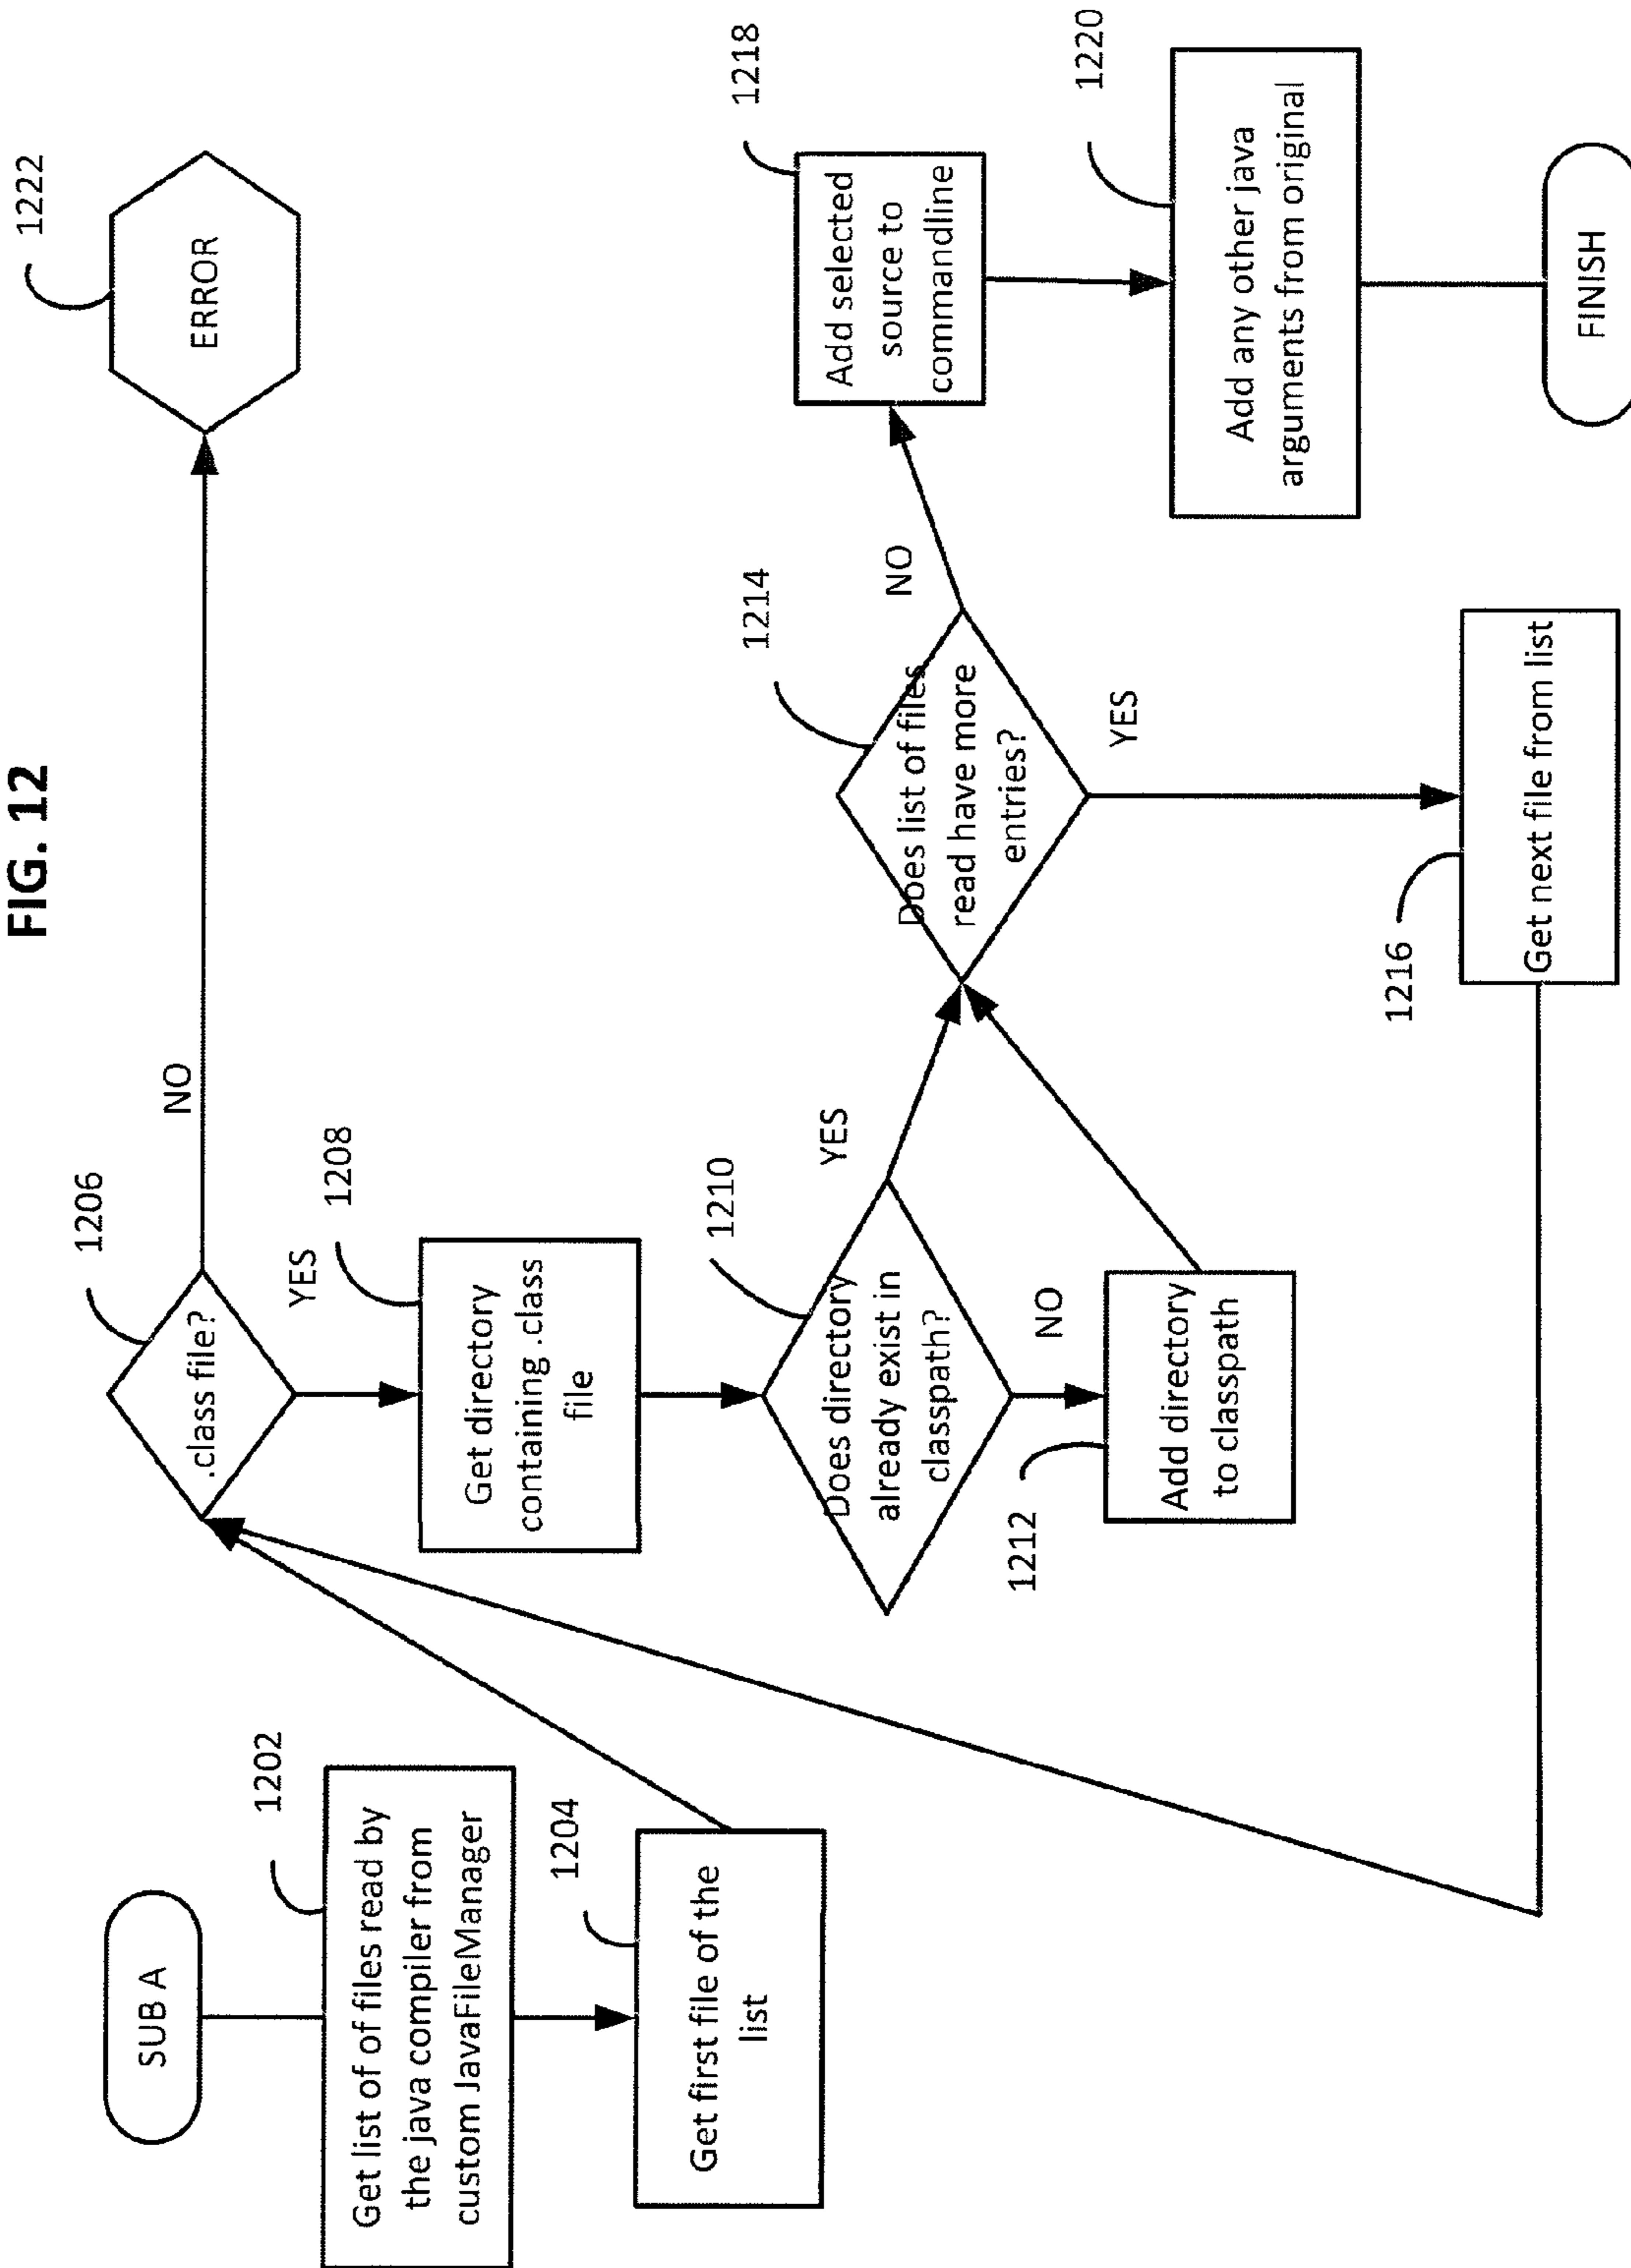 FIG. 12
SUB A
1202
Get list of of files read by
the java compiler from
custom JavaFileManager
1204
Get first file of the
list
1206
.class file?
NO
YES
1222
ERROR
1208
Get directory
containing .class
file
1210
Does directory
already exist in
classpath?
YES
NO
1212
Add directory
to classpath
1214
Does list of files
read have more
entries?
NO
YES
1216
Get next file from list
1218
Add selected
source to
commandline
1220
Add any other java
arguments from original
FINISH